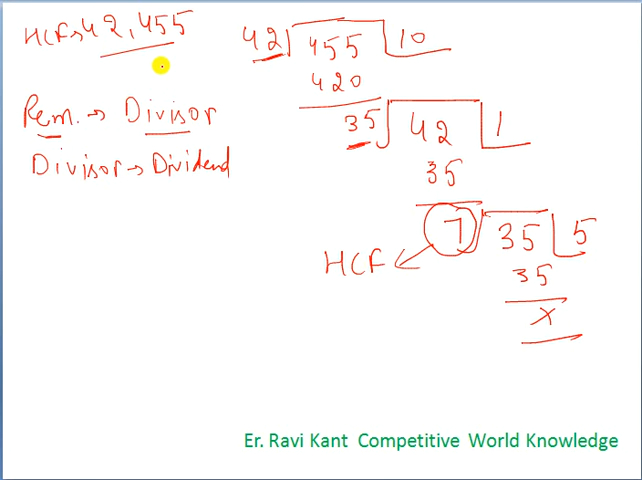 HCF → 42, 455
Rem. → Divisor
Divisor → Dividend
42 455 10
420
35 42 1
35
7 35 5
35
x
HCF ←
Er. Ravi Kant Competitive World Knowledge